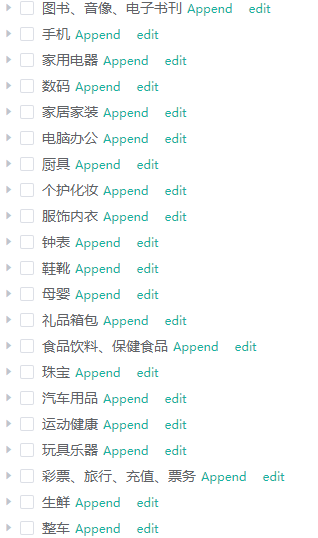 图书、音像、电子书刊 Append edit
手机 Append edit
家用电器 Append edit
数码 Append edit
家居家装 Append edit
电脑办公 Append edit
厨具 Append edit
个护化妆 Append edit
服饰内衣 Append edit
钟表 Append edit
鞋靴 Append edit
母婴 Append edit
礼品箱包 Append edit
食品饮料、保健食品 Append edit
珠宝 Append edit
汽车用品 Append edit
运动健康 Append edit
玩具乐器 Append edit
彩票、旅行、充值、票务 Append edit
生鲜 Append edit
整车 Append edit